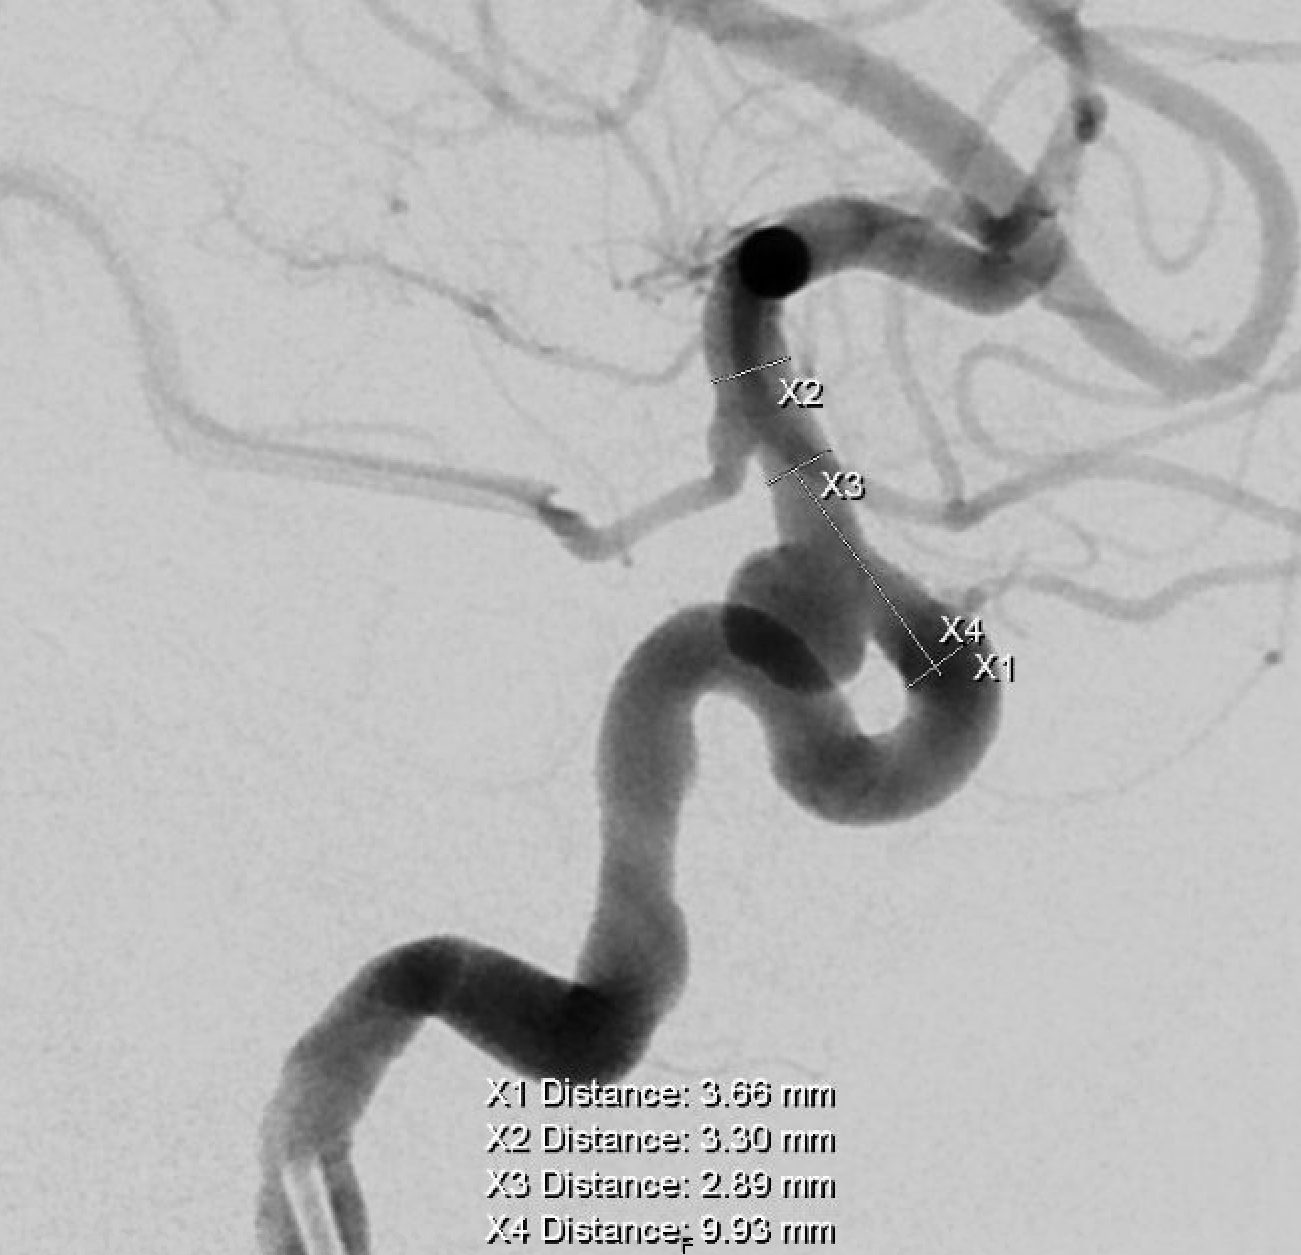 X2
X3
X4
X1
X1 Distance: 3.66 mm
X2 Distance: 3.30 mm
X3 Distance: 2.89 mm
X4 Distance: 9.93 mm
F